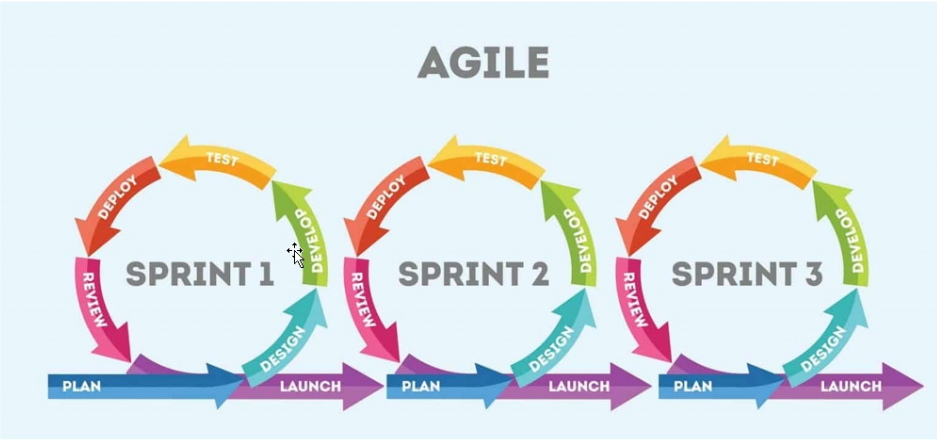 AGILE
TEST
DEPLOY
DEVELOP
SPRINT 1
REVIEW
DESIGN
PLAN
LAUNCH
TEST
DEPLOY
DEVELOP
SPRINT 2
REVIEW
DESIGN
PLAN
LAUNCH
TEST
DEPLOY
DEVELOP
SPRINT 3
REVIEW
DESIGN
PLAN
LAUNCH